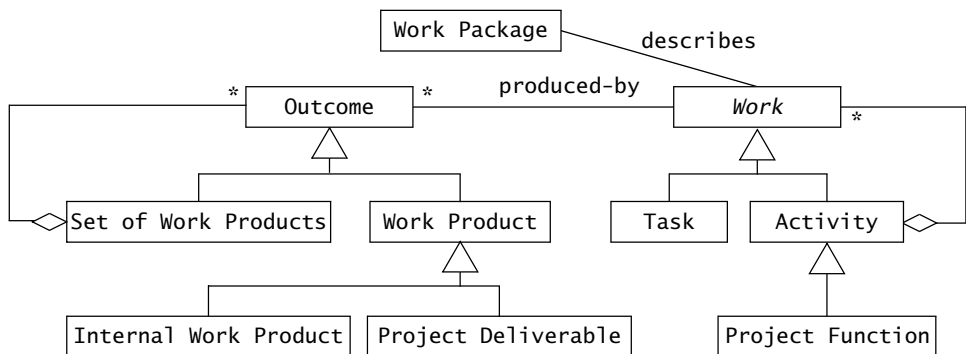 Work Package
describes
* Outcome * produced-by Work *
Set of Work Products Work Product Task Activity
Internal Work Product Project Deliverable Project Function